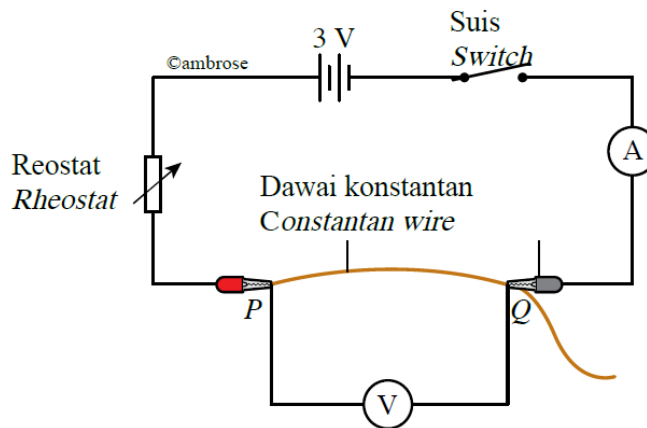 Suis
Switch
3 V
©ambrose
A
Reostat
Rheostat
Dawai konstantan
Constantan wire
P
Q
V